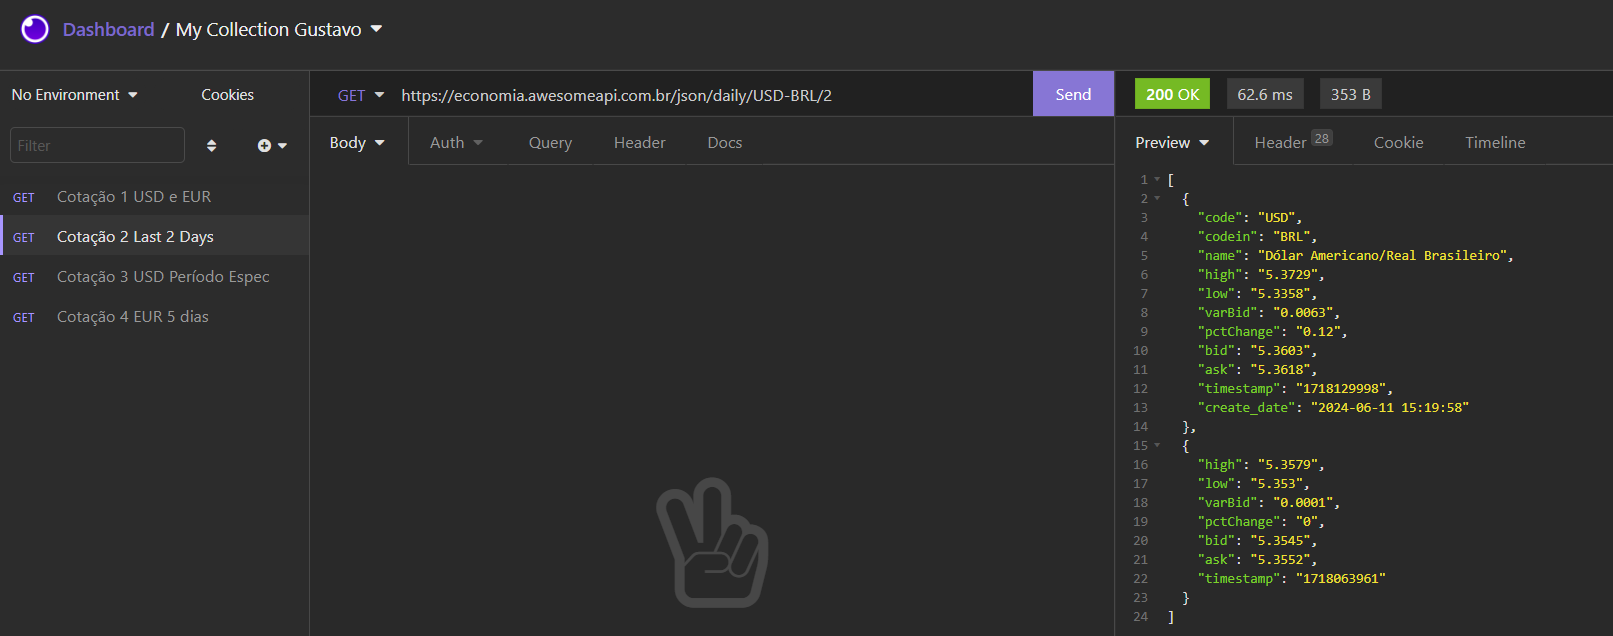 Dashboard / My Collection Gustavo
No Environment
Cookies
Filter
GET Cotação 1 USD e EUR
GET Cotação 2 Last 2 Days
GET Cotação 3 USD Período Espec
GET Cotação 4 EUR 5 dias
GET https://economia.awesomeapi.com.br/json/daily/USD-BRL/2
Send
Body Auth Query Header Docs
200 OK 62.6 ms 353 B
Preview Header 28 Cookie Timeline
1 [
2 {
3 "code": "USD",
4 "codein": "BRL",
5 "name": "Dólar Americano/Real Brasileiro",
6 "high": "5.3729",
7 "low": "5.3358",
8 "varBid": "0.0063",
9 "pctChange": "0.12",
10 "bid": "5.3603",
11 "ask": "5.3618",
12 "timestamp": "1718129998",
13 "create_date": "2024-06-11 15:19:58"
14 },
15 {
16 "high": "5.3579",
17 "low": "5.353",
18 "varBid": "0.0001",
19 "pctChange": "0",
20 "bid": "5.3545",
21 "ask": "5.3552",
22 "timestamp": "1718063961"
23 }
24 ]